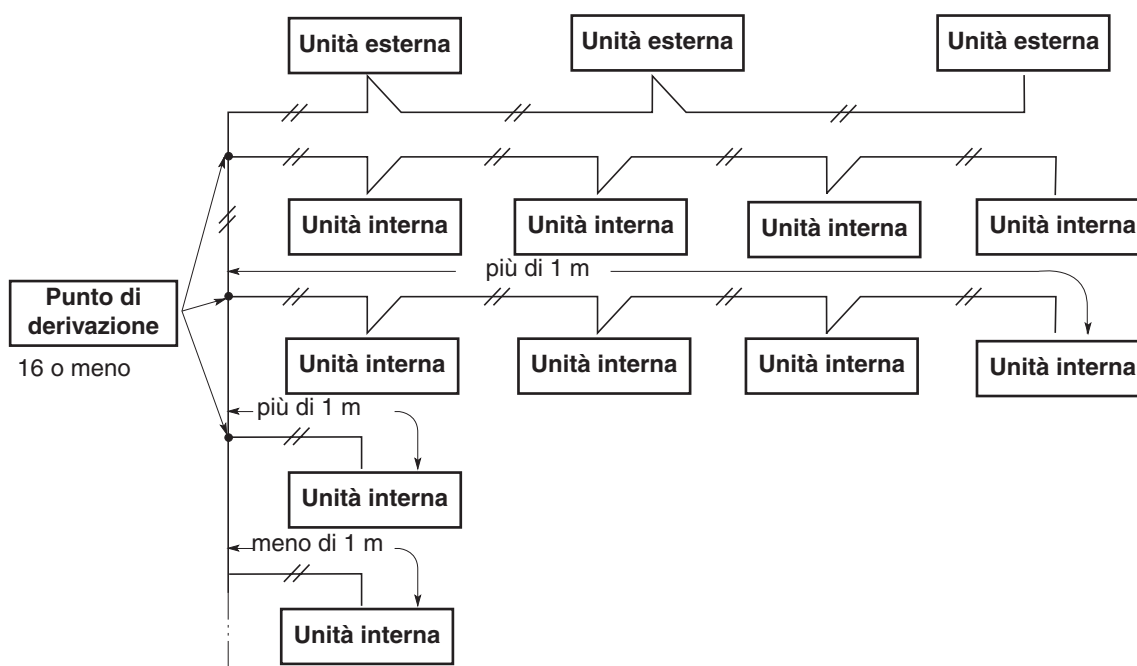 Unità esterna
Unità esterna
Unità esterna
Unità interna
Unità interna
Unità interna
Unità interna
più di 1 m
Punto di
derivazione
16 o meno
Unità interna
Unità interna
Unità interna
Unità interna
più di 1 m
Unità interna
meno di 1 m
Unità interna